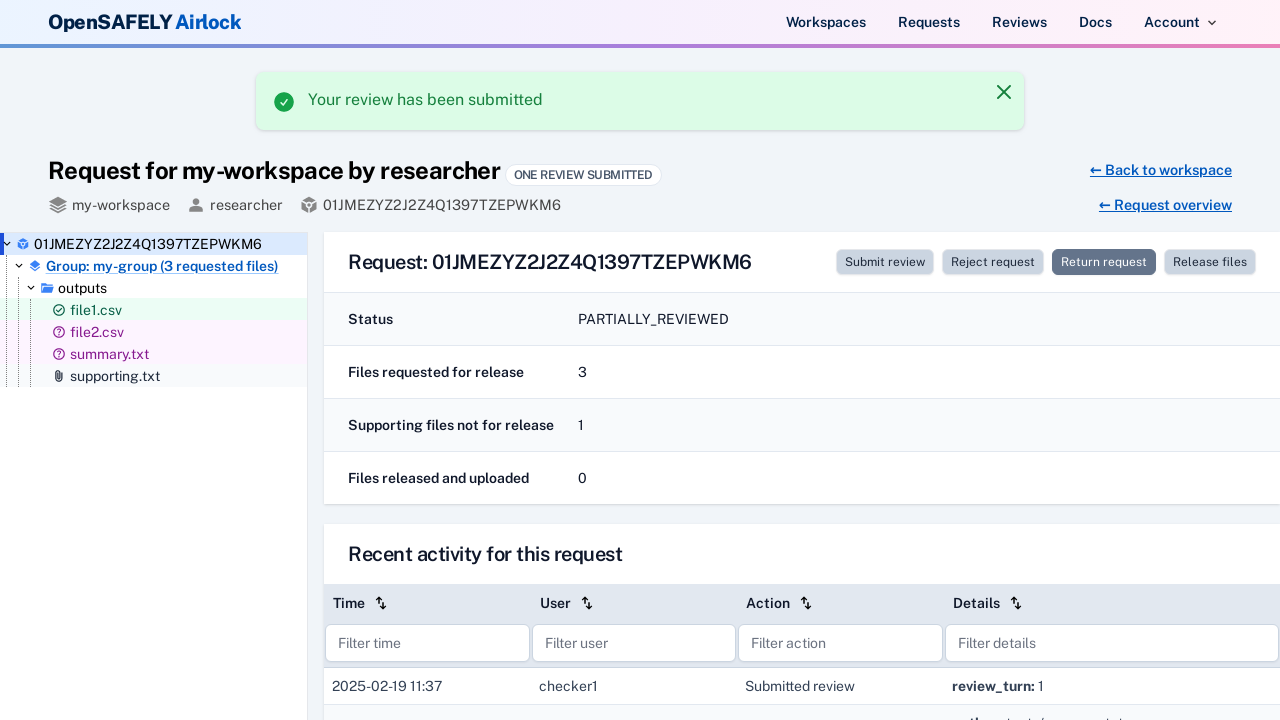 OpenSAFELY Airlock
Workspaces Requests Reviews Docs Account
Your review has been submitted
Request for my-workspace by researcher ONE REVIEW SUBMITTED
← Back to workspace
my-workspace researcher 01JMEZYZ2J2Z4Q1397TZEPWKM6
← Request overview
01JMEZYZ2J2Z4Q1397TZEPWKM6
Group: my-group (3 requested files)
outputs
file1.csv
file2.csv
summary.txt
supporting.txt
Request: 01JMEZYZ2J2Z4Q1397TZEPWKM6
Submit review Reject request Return request Release files
Status PARTIALLY_REVIEWED
Files requested for release 3
Supporting files not for release 1
Files released and uploaded 0
Recent activity for this request
Time User Action Details
Filter time Filter user Filter action Filter details
2025-02-19 11:37 checker1 Submitted review review_turn: 1